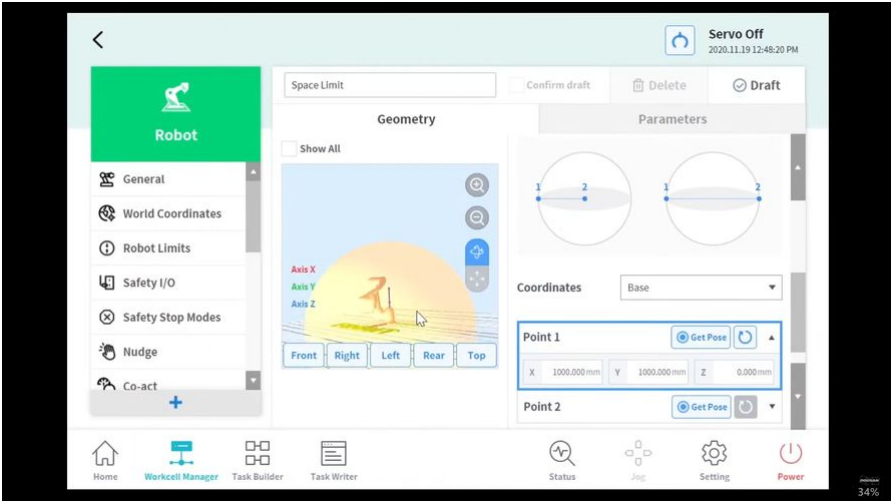 Servo Off
2020.11.19 12:48:20 PM
Robot
General
World Coordinates
Robot Limits
Safety I/O
Safety Stop Modes
Nudge
Co-act
+
Space Limit
Confirm draft
Delete
Draft
Geometry
Parameters
Show All
Axis X
Axis Y
Axis Z
Front Right Left Rear Top
1 2 1 2
Coordinates Base
Point 1 Get Pose
X 1000.000 mm Y 1000.000 mm Z 0.000 mm
Point 2 Get Pose
Home Workcell Manager Task Builder Task Writer Status Jog Setting Power
34%